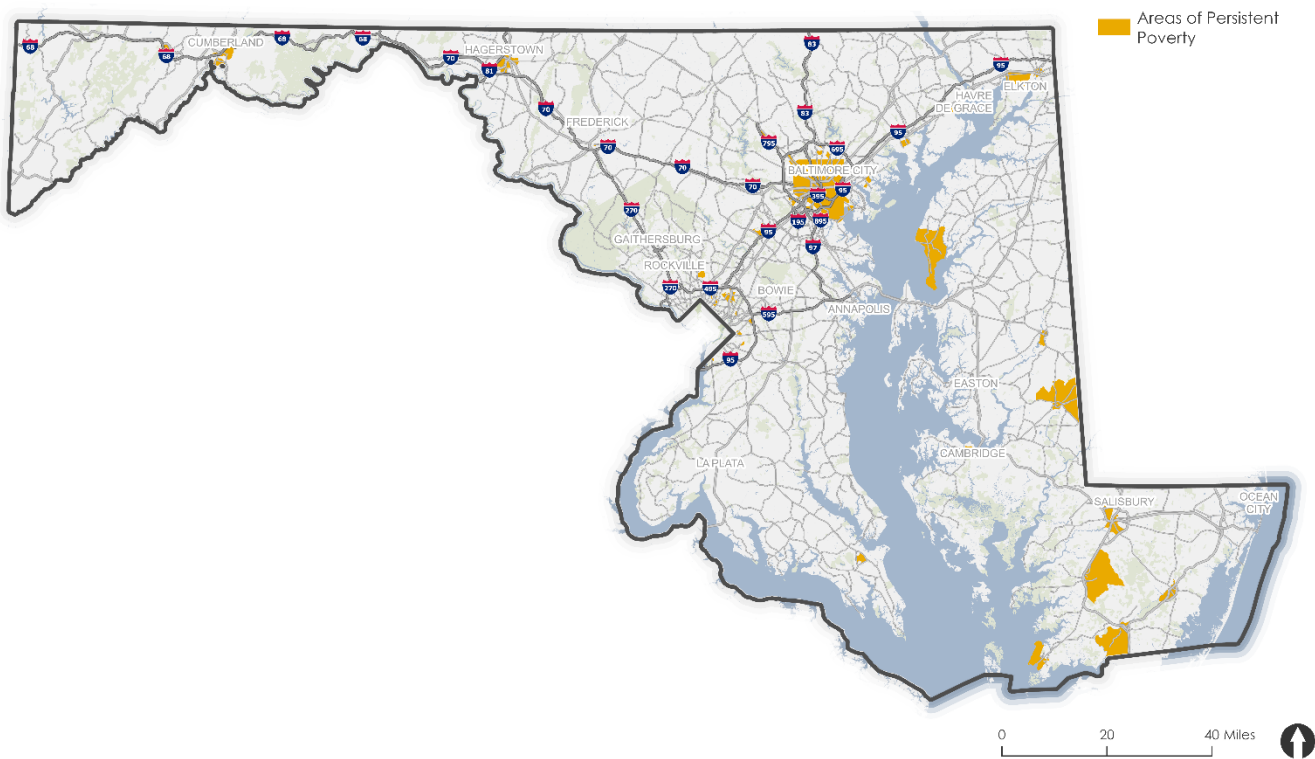 Areas of Persistent
Poverty
68
CUMBERLAND
68
68
68
70
HAGERSTOWN
81
83
95
ELKTON
HAVRE
DE GRACE
70
83
FREDERICK
95
70
795
695
70
BALTIMORE CITY
70
395
95
270
195
895
95
97
GAITHERSBURG
ROCKVILLE
270
495
BOWIE
595
ANNAPOLIS
95
EASTON
CAMBRIDGE
LA PLATA
SALISBURY
OCEAN
CITY
0
20
40 Miles